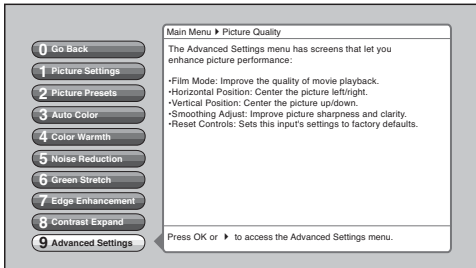 Main Menu ▶ Picture Quality
0 Go Back
1 Picture Settings
2 Picture Presets
3 Auto Color
4 Color Warmth
5 Noise Reduction
6 Green Stretch
7 Edge Enhancement
8 Contrast Expand
9 Advanced Settings
The Advanced Settings menu has screens that let you
enhance picture performance:
•Film Mode: Improve the quality of movie playback.
•Horizontal Position: Center the picture left/right.
•Vertical Position: Center the picture up/down.
•Smoothing Adjust: Improve picture sharpness and clarity.
•Reset Controls: Sets this input's settings to factory defaults.
Press OK or ▶ to access the Advanced Settings menu.